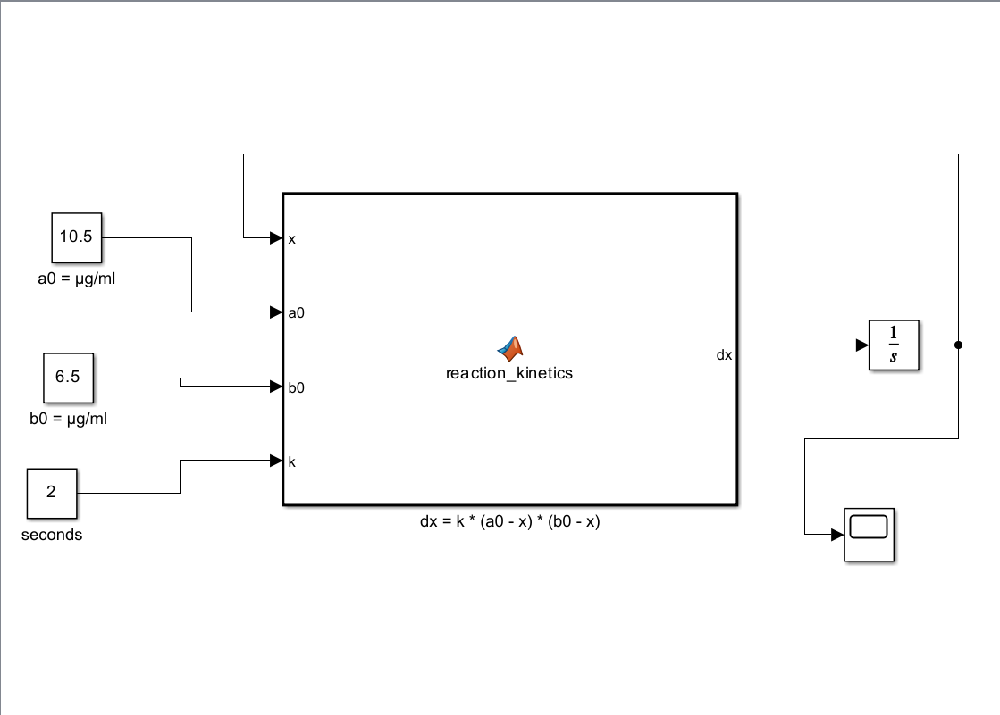 10.5
a0 = µg/ml
6.5
b0 = µg/ml
2
seconds
x
a0
b0
k
reaction_kinetics
dx
dx = k * (a0 - x) * (b0 - x)
1
s